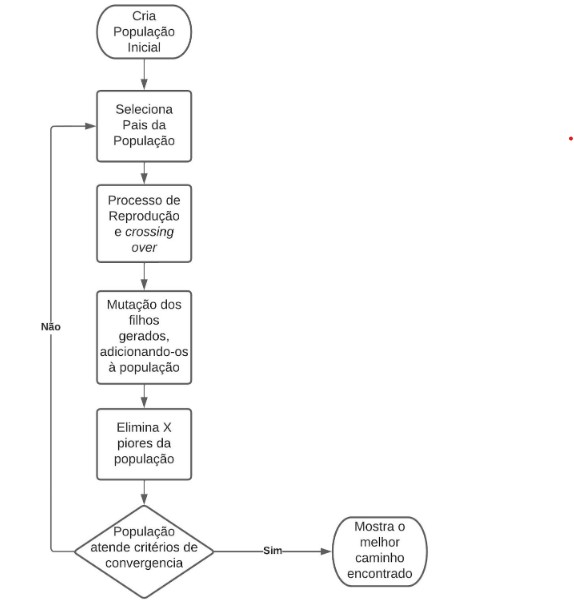 Cria
População
Inicial
Seleciona
Pais da
População
Processo de
Reprodução
e crossing
over
Mutação dos
filhos
gerados,
adicionando-os
à população
Elimina X
piores da
população
População
atende critérios de
convergencia
Não
Sim
Mostra o
melhor
caminho
encontrado